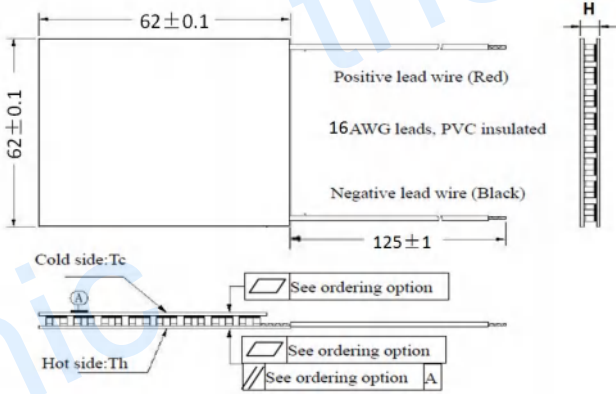 62±0.1
H
Positive lead wire (Red)
62±0.1
16AWG leads, PVC insulated
Negative lead wire (Black)
125±1
Cold side:Tc
See ordering option
A
See ordering option
Hot side:Th
See ordering option A